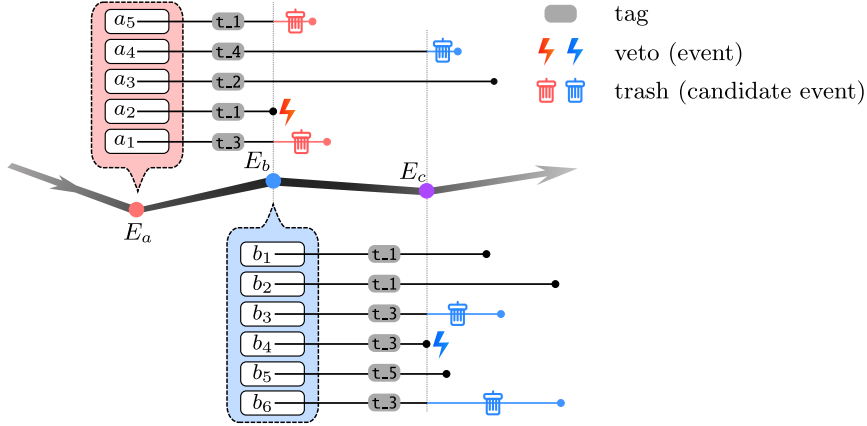 a5 t_1
a4 t_4
a3 t_2
a2 t_1
a1 t_3
tag
veto (event)
trash (candidate event)
Ea
Eb
Ec
b1 t_1
b2 t_1
b3 t_3
b4 t_3
b5 t_5
b6 t_3